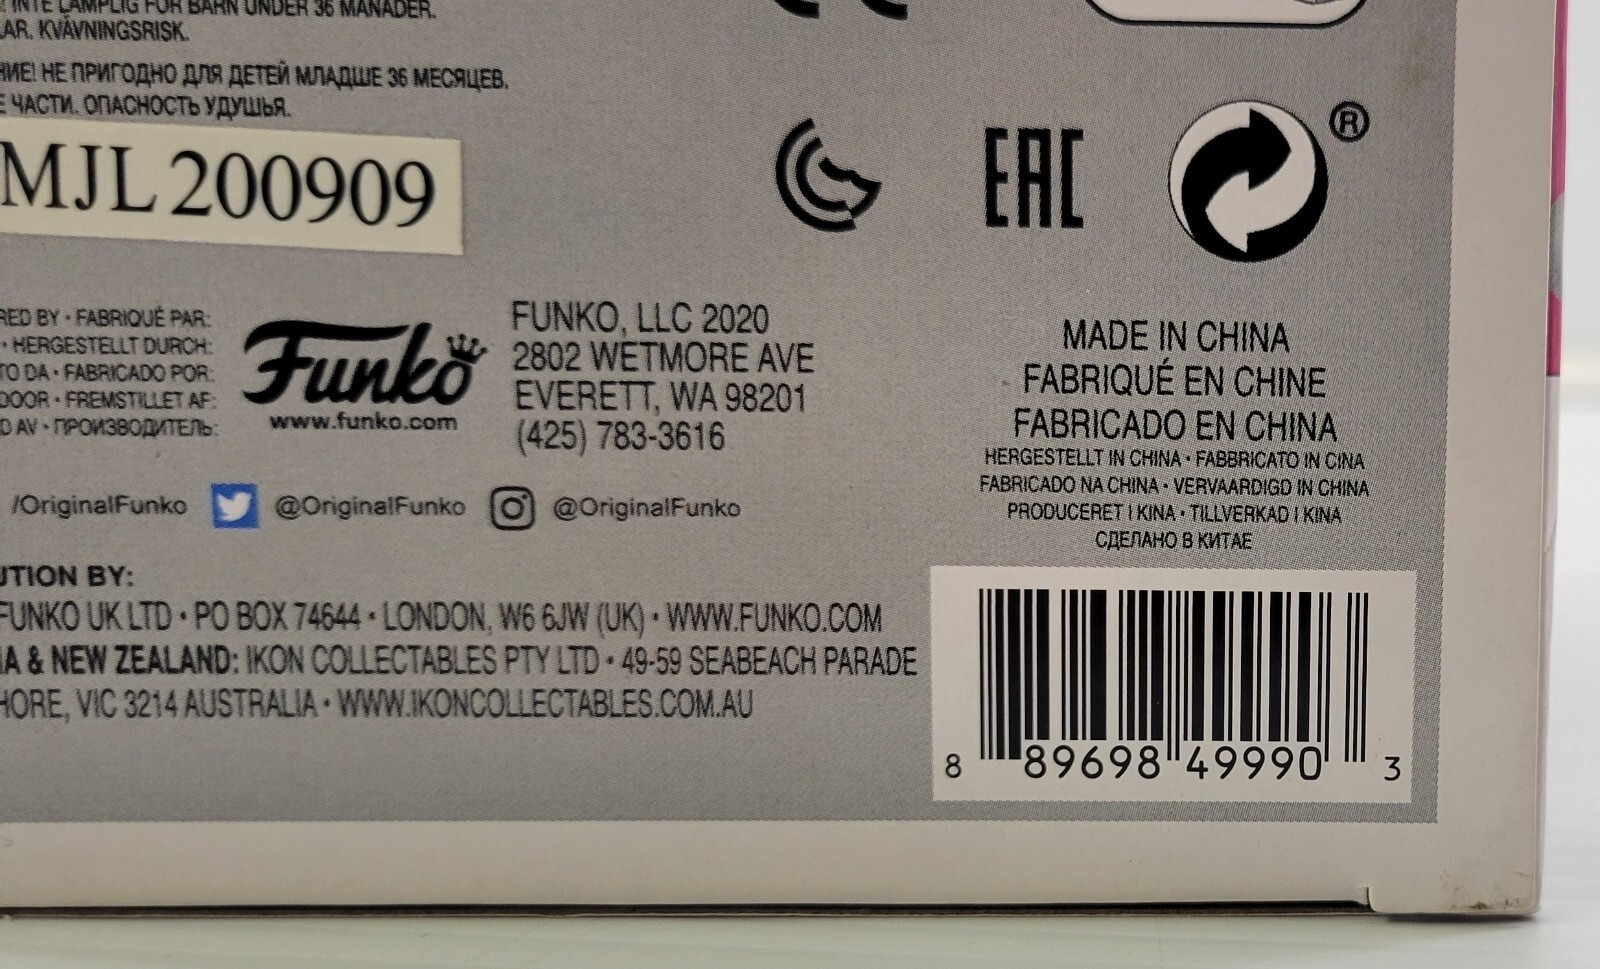 INTE LÄMPLIG FÖR BARN UNDER 36 MÅNADER.
KVÄVNINGSRISK.
НЕ ПРИГОДНО ДЛЯ ДЕТЕЙ МЛАДШЕ 36 МЕСЯЦЕВ.
ЧАСТИ. ОПАСНОСТЬ УДУШЬЯ.
MJL 200909
EAC
®
RED BY • FABRIQUÉ PAR:
• HERGESTELLT DURCH:
TO DA • FABRICADO POR:
DOOR • FREMSTILLET AF:
D AV • ПРОИЗВОДИТЕЛЬ:
Funko
www.funko.com
FUNKO, LLC 2020
2802 WETMORE AVE
EVERETT, WA 98201
(425) 783-3616
/OriginalFunko @OriginalFunko @OriginalFunko
MADE IN CHINA
FABRIQUÉ EN CHINE
FABRICADO EN CHINA
HERGESTELLT IN CHINA • FABBRICATO IN CINA
FABRICADO NA CHINA • VERVAARDIGD IN CHINA
PRODUCERET I KINA • TILLVERKAD I KINA
СДЕЛАНО В КИТАЕ
UTION BY:
FUNKO UK LTD • PO BOX 74644 • LONDON, W6 6JW (UK) • WWW.FUNKO.COM
IA & NEW ZEALAND: IKON COLLECTABLES PTY LTD • 49-59 SEABEACH PARADE
HORE, VIC 3214 AUSTRALIA • WWW.IKONCOLLECTABLES.COM.AU
8 89698 49990 3